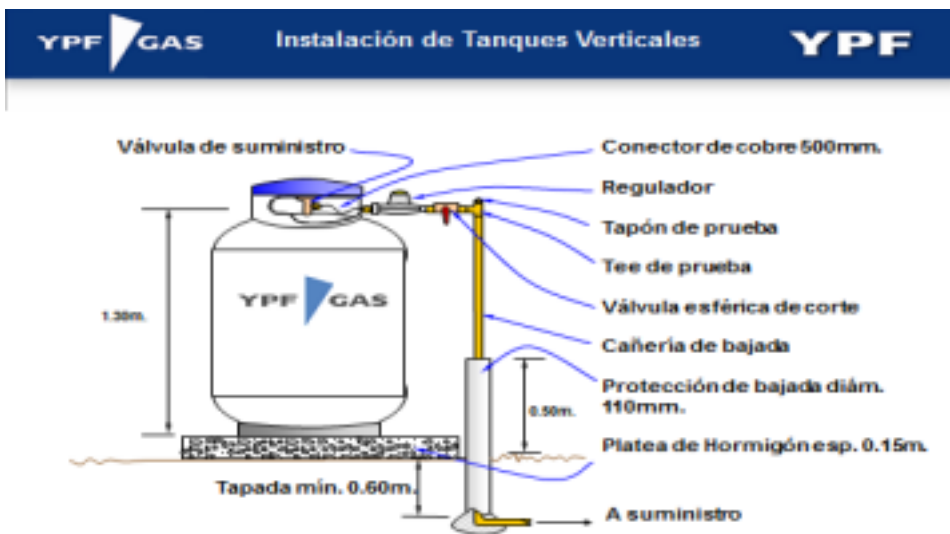 YPF GAS
Instalación de Tanques Verticales
YPF
Válvula de suministro
Conector de cobre 500mm.
Regulador
Tapón de prueba
Tee de prueba
YPF GAS
Válvula esférica de corte
1.30m.
Cañería de bajada
Protección de bajada diám.
110mm.
0.50m.
Platea de Hormigón esp. 0.15m.
Tapada mín. 0.60m.
A suministro